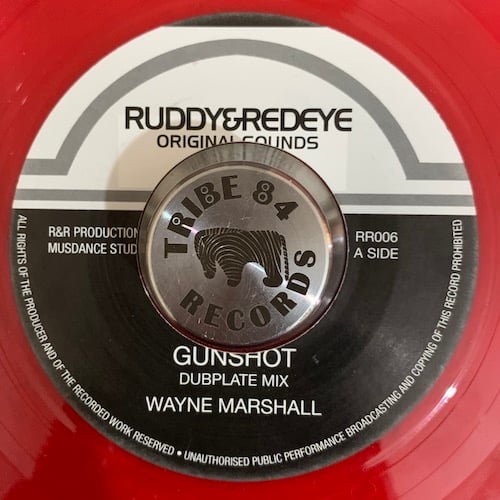 RUDDY&REDEYE
ORIGINAL SOUNDS
TRIBE 84
RECORDS
R&R PRODUCTION
MUSDANCE STUD
RR006
A SIDE
GUNSHOT
DUBPLATE MIX
WAYNE MARSHALL
ALL RIGHTS OF THE PRODUCER AND OF THE RECORDED WORK RESERVED • UNAUTHORISED PUBLIC PERFORMANCE BROADCASTING AND COPYING OF THIS RECORD PROHIBITED